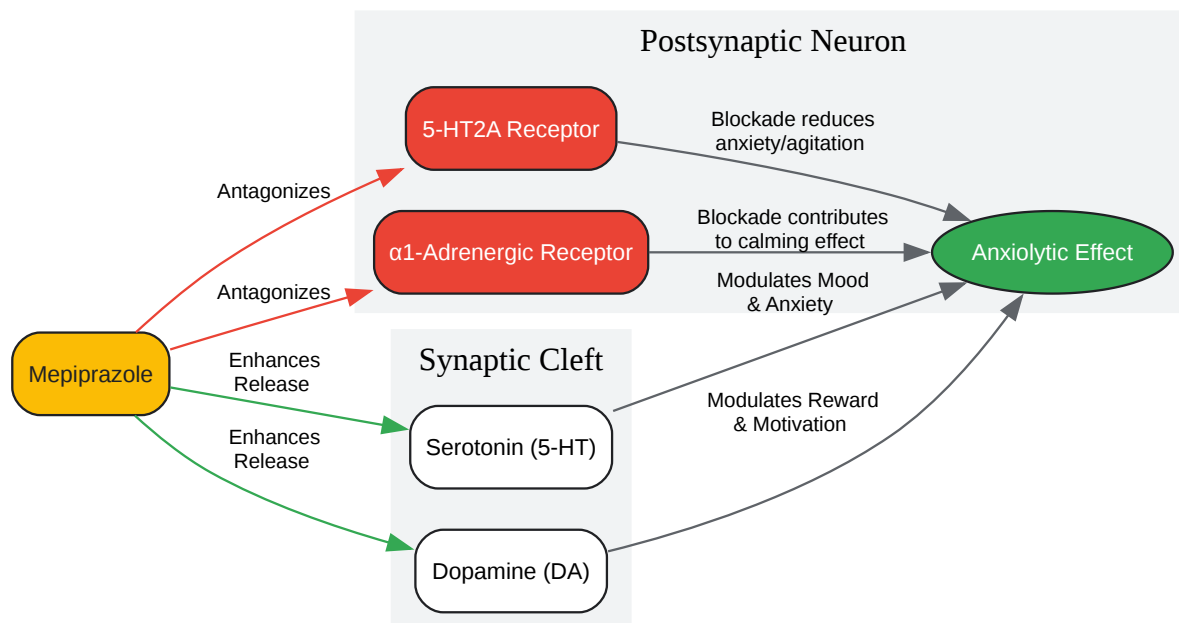 Postsynaptic Neuron
5-HT2A Receptor
Blockade reduces
anxiety/agitation
Antagonizes
α1-Adrenergic Receptor
Blockade contributes
to calming effect
Anxiolytic Effect
Antagonizes
Modulates Mood
& Anxiety
Mepiprazole
Enhances
Release
Synaptic Cleft
Serotonin (5-HT)
Modulates Reward
& Motivation
Enhances
Release
Dopamine (DA)